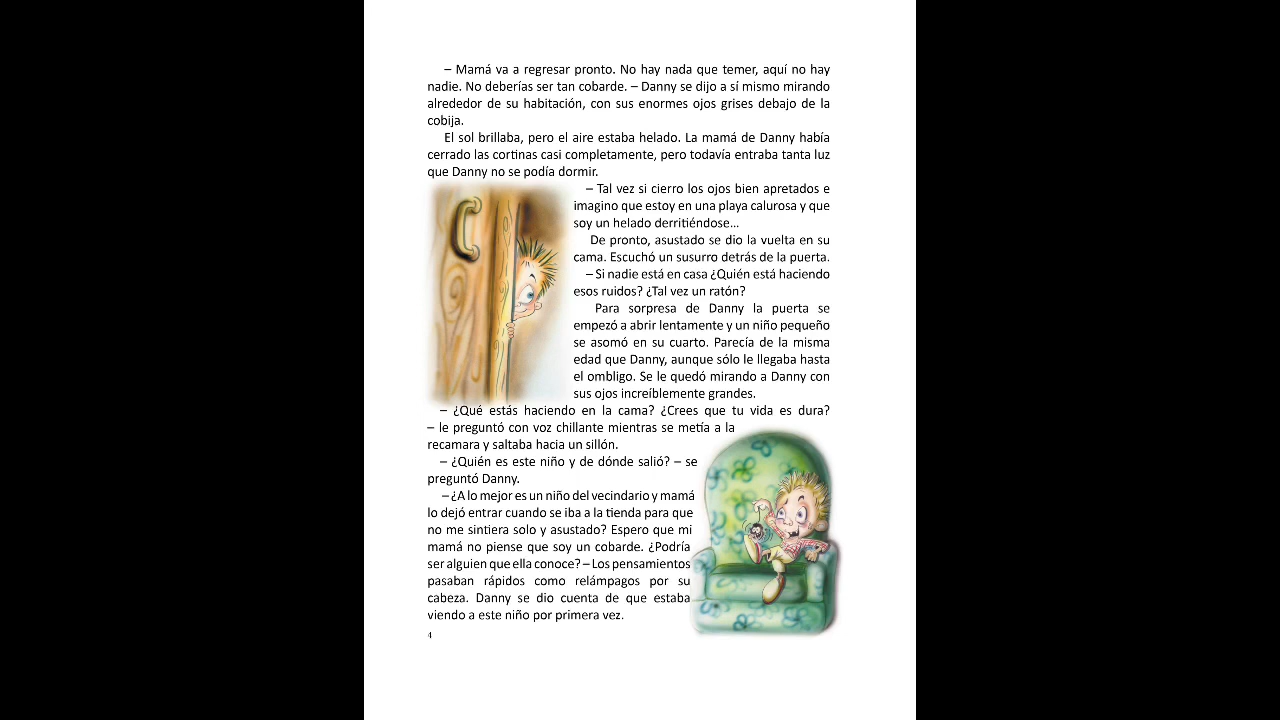 – Mamá va a regresar pronto. No hay nada que temer, aquí no hay
nadie. No deberías ser tan cobarde. – Danny se dijo a sí mismo mirando
alrededor de su habitación, con sus enormes ojos grises debajo de la
cobija.
El sol brillaba, pero el aire estaba helado. La mamá de Danny había
cerrado las cortinas casi completamente, pero todavía entraba tanta luz
que Danny no se podía dormir.
– Tal vez si cierro los ojos bien apretados e
imagino que estoy en una playa calurosa y que
soy un helado derritiéndose...
De pronto, asustado se dio la vuelta en su
cama. Escuchó un susurro detrás de la puerta.
– Si nadie está en casa ¿Quién está haciendo
esos ruidos? ¿Tal vez un ratón?
Para sorpresa de Danny la puerta se
empezó a abrir lentamente y un niño pequeño
se asomó en su cuarto. Parecía de la misma
edad que Danny, aunque sólo le llegaba hasta
el ombligo. Se le quedó mirando a Danny con
sus ojos increíblemente grandes.
– ¿Qué estás haciendo en la cama? ¿Crees que tu vida es dura?
– le preguntó con voz chillante mientras se metía a la
recamara y saltaba hacia un sillón.
– ¿Quién es este niño y de dónde salió? – se
preguntó Danny.
– ¿A lo mejor es un niño del vecindario y mamá
lo dejó entrar cuando se iba a la tienda para que
no me sintiera solo y asustado? Espero que mi
mamá no piense que soy un cobarde. ¿Podría
ser alguien que ella conoce? – Los pensamientos
pasaban rápidos como relámpagos por su
cabeza. Danny se dio cuenta de que estaba
viendo a este niño por primera vez.
4